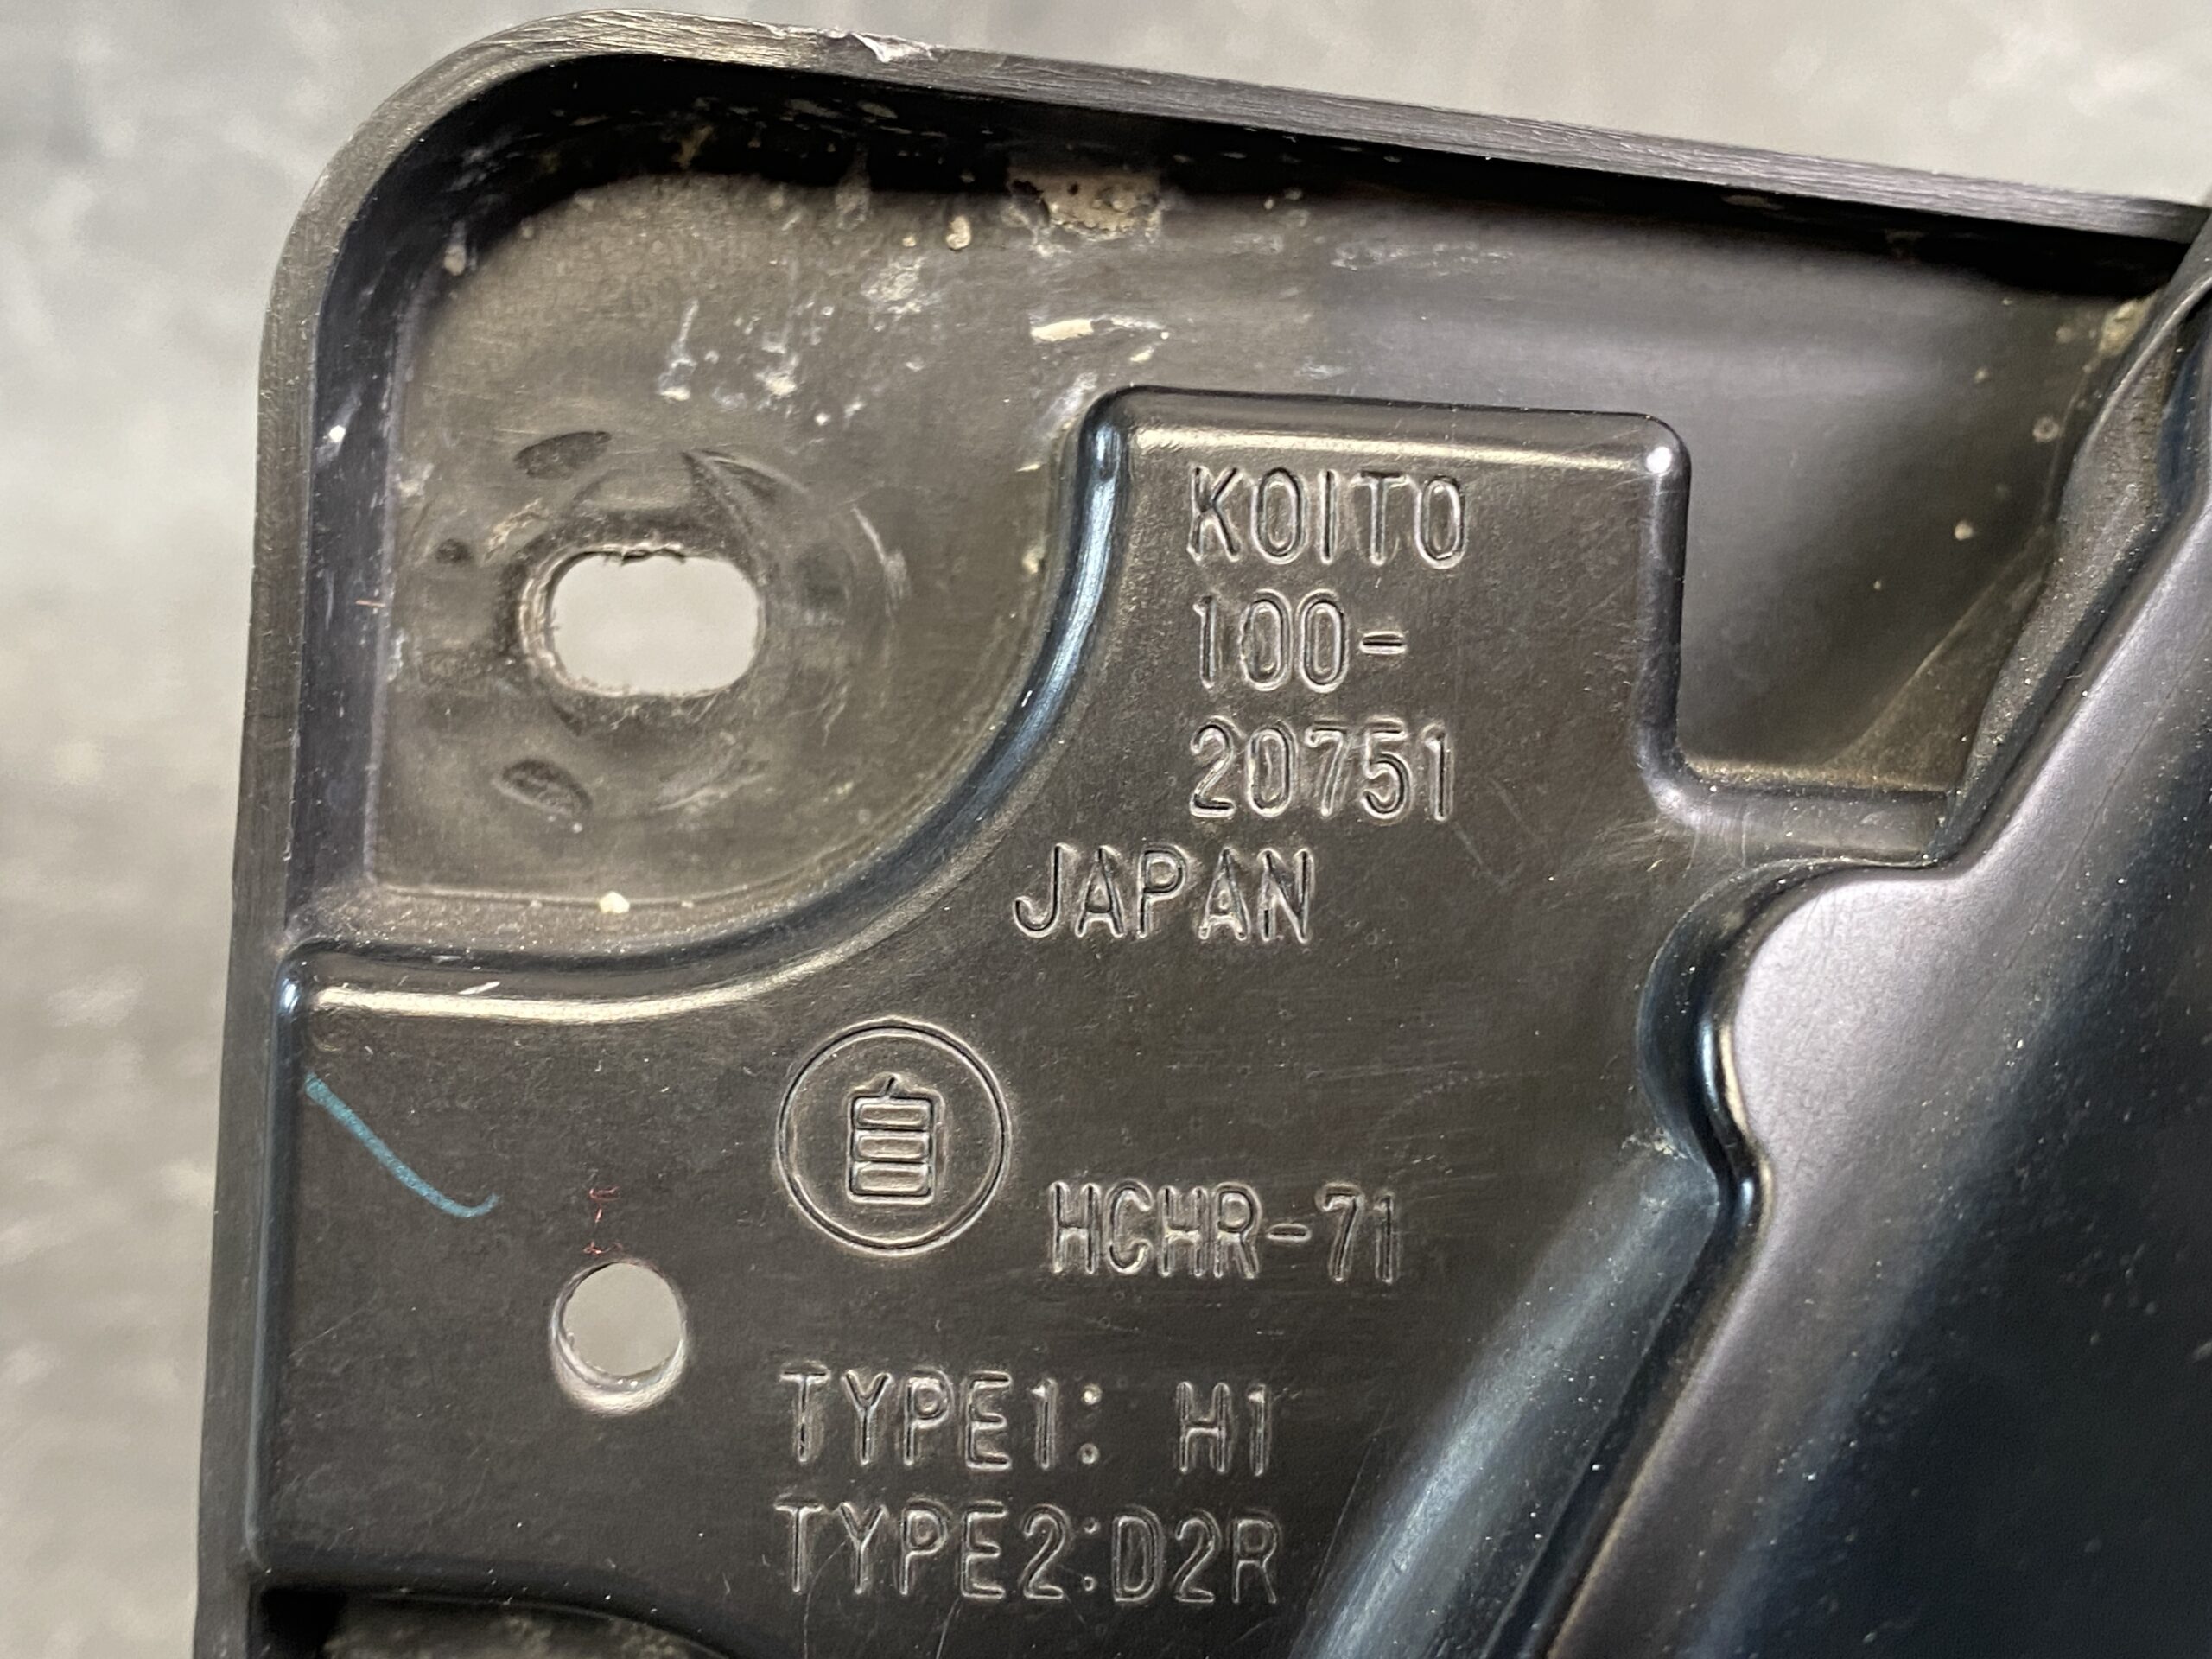 KOITO
100-
20751
JAPAN
自
HCHR-71
TYPE1: H1
TYPE2:D2R